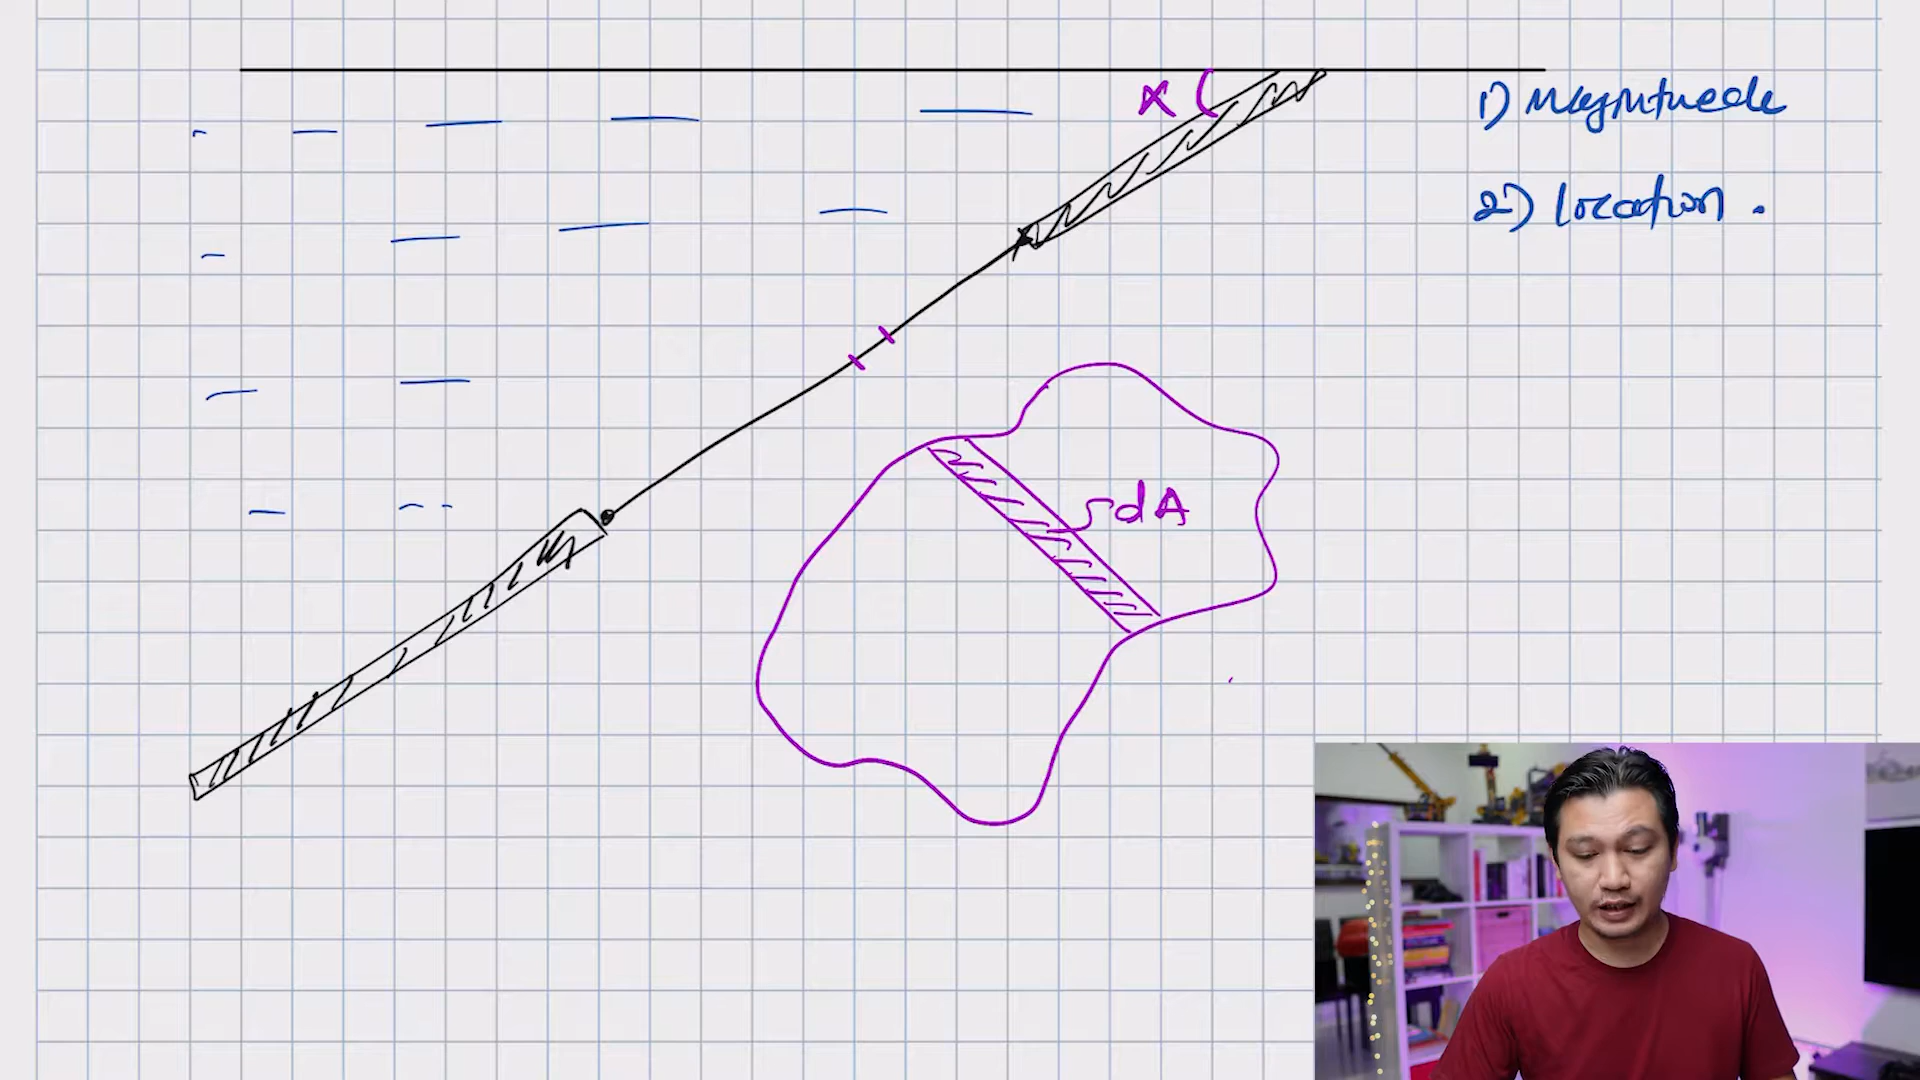 α
1) Magnitude
2) location.
dA